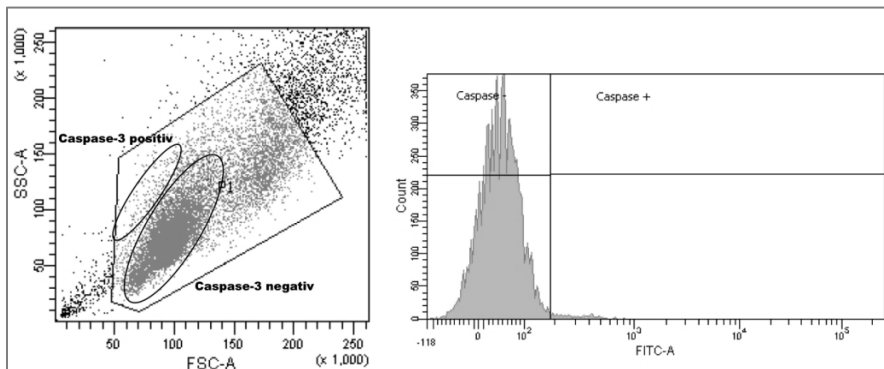 (x 1,000)
250
200
150
100
50
SSC-A
Caspase-3 positiv
P1
Caspase-3 negativ
50 100 150 200 250
FSC-A (x 1,000)
Count
350
300
250
200
150
100
50
0
Caspase - Caspase +
-118 0 10² 10³ 10⁴ 10⁵
FITC-A